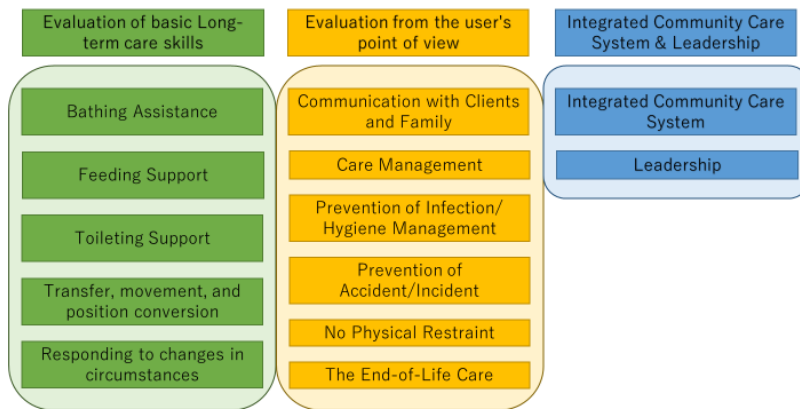 Evaluation of basic Long-
term care skills
Bathing Assistance
Feeding Support
Toileting Support
Transfer, movement, and
position conversion
Responding to changes in
circumstances
Evaluation from the user's
point of view
Communication with Clients
and Family
Care Management
Prevention of Infection/
Hygiene Management
Prevention of
Accident/Incident
No Physical Restraint
The End-of-Life Care
Integrated Community Care
System & Leadership
Integrated Community Care
System
Leadership